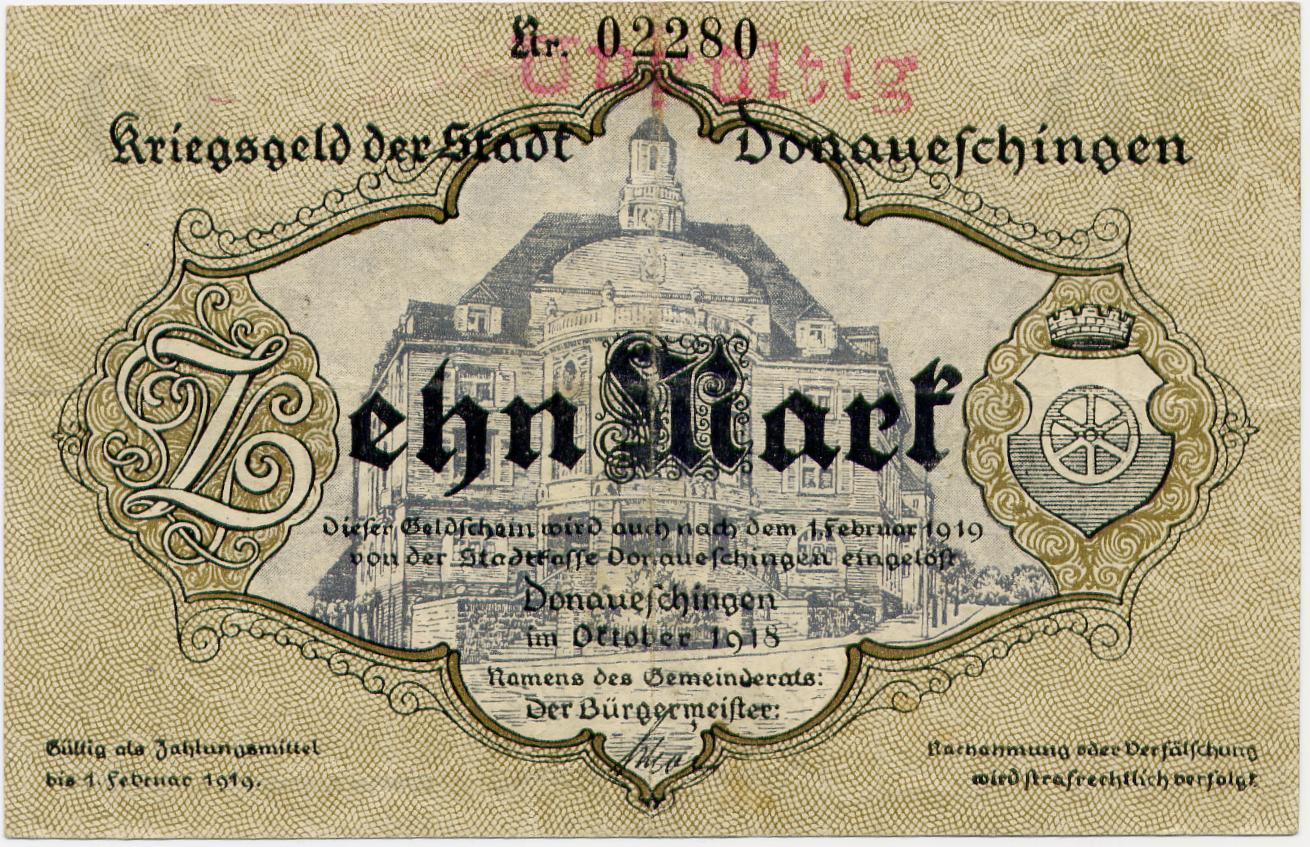 Nr. 02280
Ungültig
Kriegsgeld der Stadt Donaueschingen
Zehn Mark
Dieser Geldschein wird auch nach dem 1. Februar 1919
von der Stadtkasse Donaueschingen eingelöst
Donaueschingen
im Oktober 1918
Namens des Gemeinderats:
Der Bürgermeister:
Gültig als Zahlungsmittel
bis 1. Februar 1919.
Nachahmung oder Verfälschung
wird strafrechtlich verfolgt